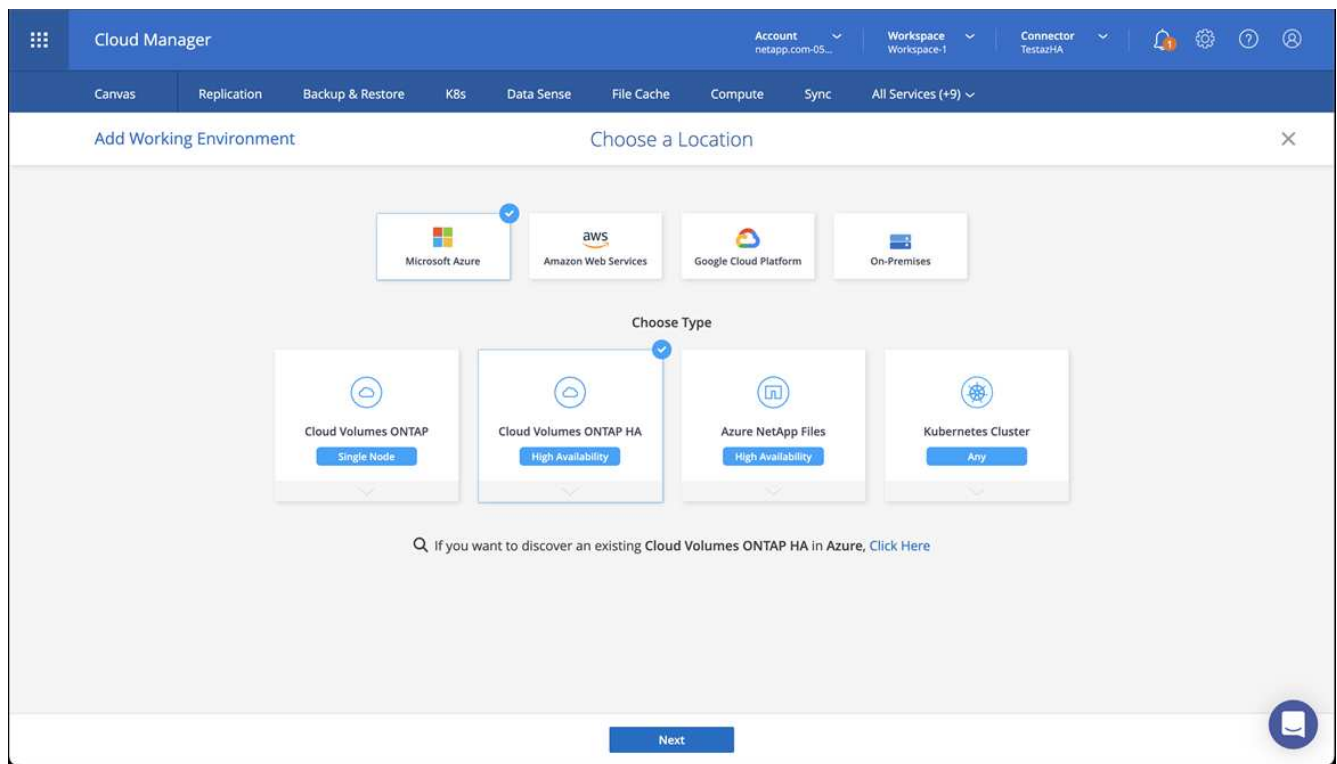 Cloud Manager
Account
netapp.com-05...
Workspace
Workspace-1
Connector
TestazHA
1
Canvas
Replication
Backup & Restore
K8s
Data Sense
File Cache
Compute
Sync
All Services (+9)
Add Working Environment
Choose a Location
Microsoft Azure
aws
Amazon Web Services
Google Cloud Platform
On-Premises
Choose Type
Cloud Volumes ONTAP
Single Node
Cloud Volumes ONTAP HA
High Availability
Azure NetApp Files
High Availability
Kubernetes Cluster
Any
If you want to discover an existing Cloud Volumes ONTAP HA in Azure, Click Here
Next